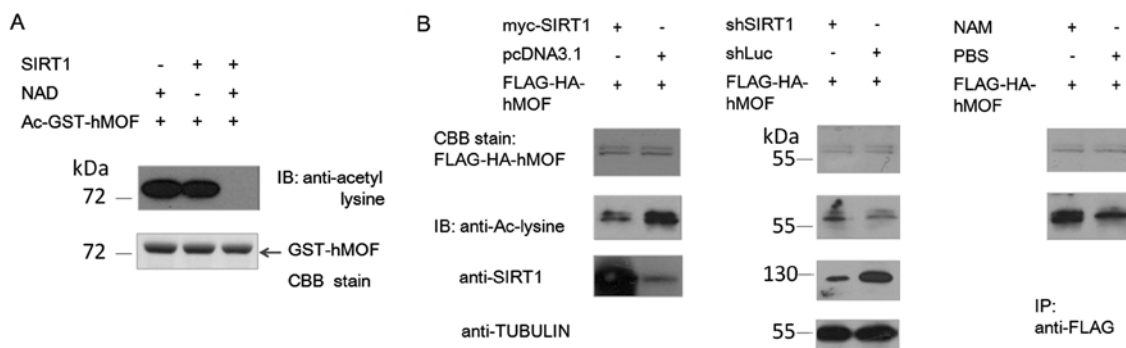 A
SIRT1 - + +
NAD + - +
Ac-GST-hMOF + + +
kDa
72
IB: anti-acetyl
lysine
72
GST-hMOF
CBB stain
B
myc-SIRT1 + -
pcDNA3.1 - +
FLAG-HA- + +
hMOF
CBB stain:
FLAG-HA-hMOF
IB: anti-Ac-lysine
anti-SIRT1
anti-TUBULIN
shSIRT1 + -
shLuc - +
FLAG-HA- + +
hMOF
kDa
55
55
130
55
NAM + -
PBS - +
FLAG-HA- + +
hMOF
IP:
anti-FLAG